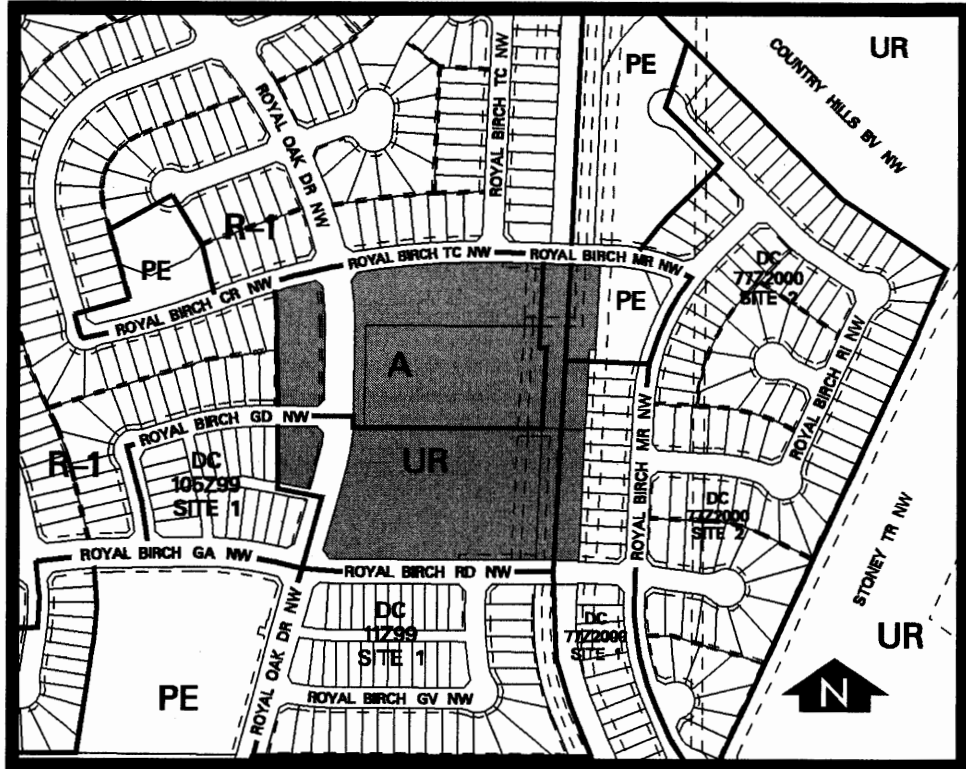 UR
COUNTRY HILLS BV NW
PE
ROYAL OAK DR NW
ROYAL BIRCH TC NW
R-1
PE
ROYAL BIRCH CR NW
ROYAL BIRCH TC NW
ROYAL BIRCH MR NW
DC
77Z2000
SITE 2
PE
A
ROYAL BIRCH RI NW
ROYAL BIRCH GD NW
R-1
DC
105Z99
SITE 1
UR
ROYAL BIRCH MR NW
DC
77Z2000
SITE 2
STONEY TR NW
ROYAL BIRCH GA NW
ROYAL BIRCH RD NW
DC
11Z99
SITE 1
DC
77Z2000
SITE 1
UR
PE
ROYAL OAK DR NW
ROYAL BIRCH GV NW
N